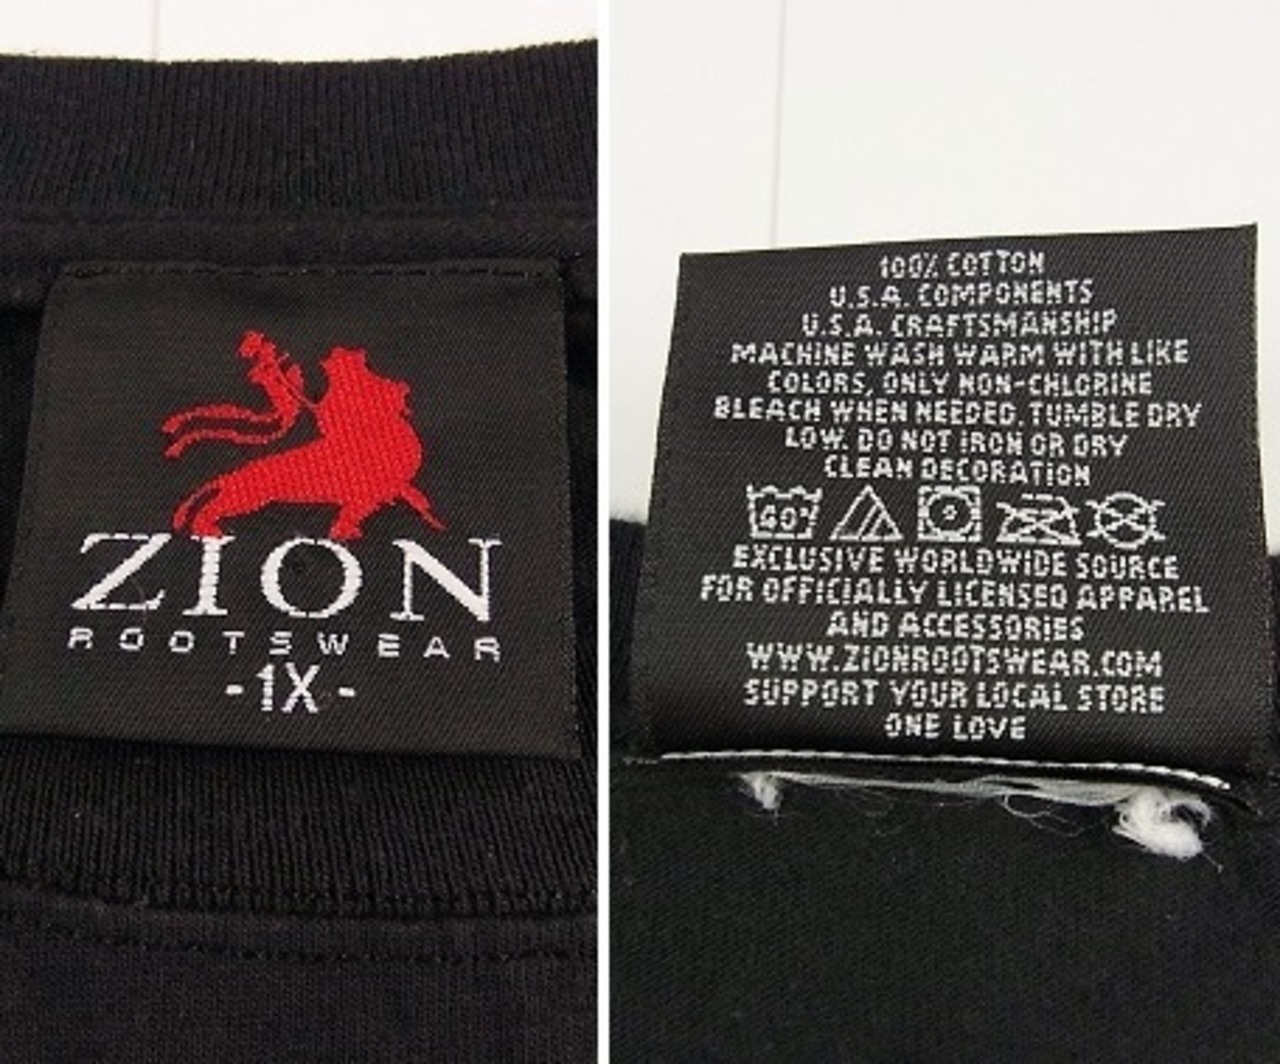 ZION
ROOTSWEAR
-1X-
100% COTTON
U.S.A. COMPONENTS
U.S.A. CRAFTSMANSHIP
MACHINE WASH WARM WITH LIKE
COLORS, ONLY NON-CHLORINE
BLEACH WHEN NEEDED. TUMBLE DRY
LOW. DO NOT IRON OR DRY
CLEAN DECORATION
60°
EXCLUSIVE WORLDWIDE SOURCE
FOR OFFICIALLY LICENSED APPAREL
AND ACCESSORIES
WWW.ZIONROOTSWEAR.COM
SUPPORT YOUR LOCAL STORE
ONE LOVE